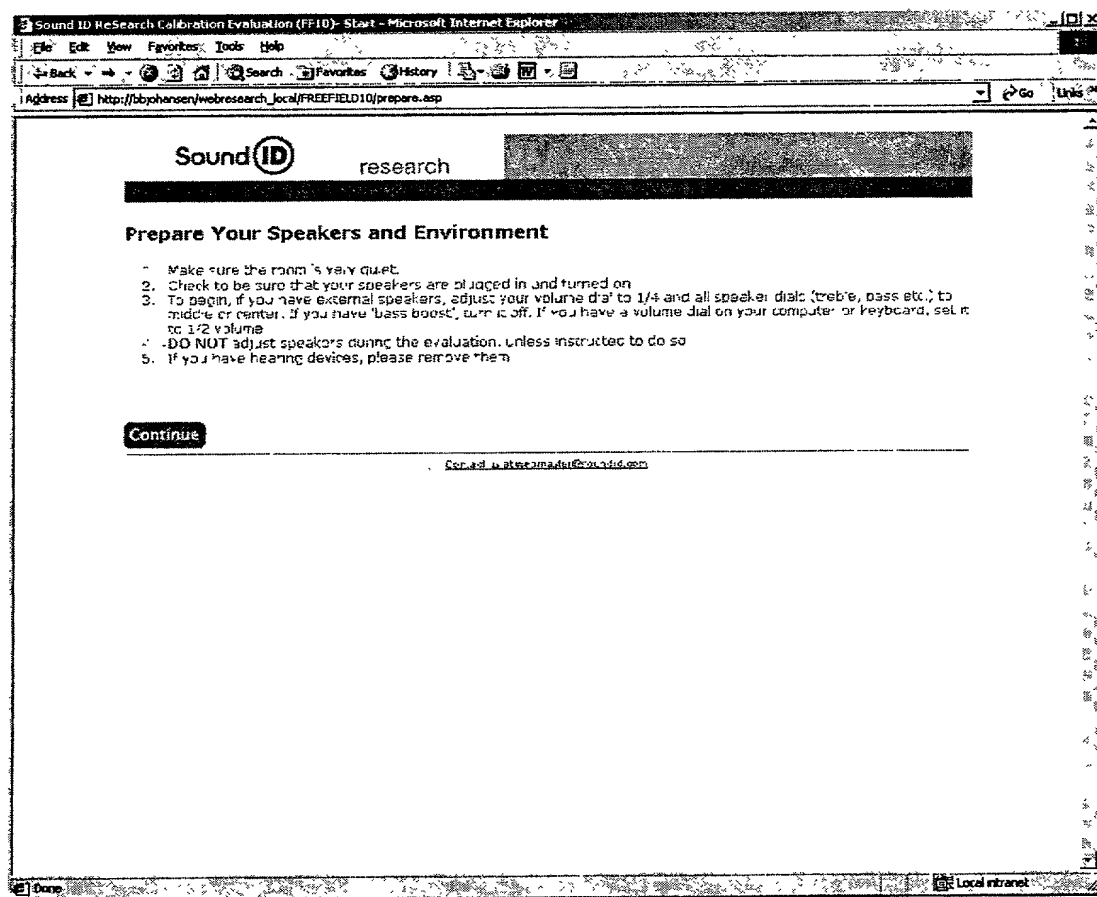 Sound ID ReSearch Calibration Evaluation (FF10)- Start - Microsoft Internet Explorer
File Edit View Favorites Tools Help
Back Search Favorites History
Address http://bbjohansen/webresearch_local/FREEFIELD10/prepare.asp Go Links
Sound ID research
Prepare Your Speakers and Environment
Make sure the room is very quiet.
2. Check to be sure that your speakers are plugged in and turned on
3. To begin, if you have external speakers, adjust your volume dial to 1/4 and all speaker dials (treble, bass etc.) to
middle or center. If you have 'bass boost', turn it off. If you have a volume dial on your computer or keyboard, set it
to 1/2 volume
DO NOT adjust speakers during the evaluation, unless instructed to do so
5. If you have hearing devices, please remove them
Continue
Contact us at
Done Local intranet